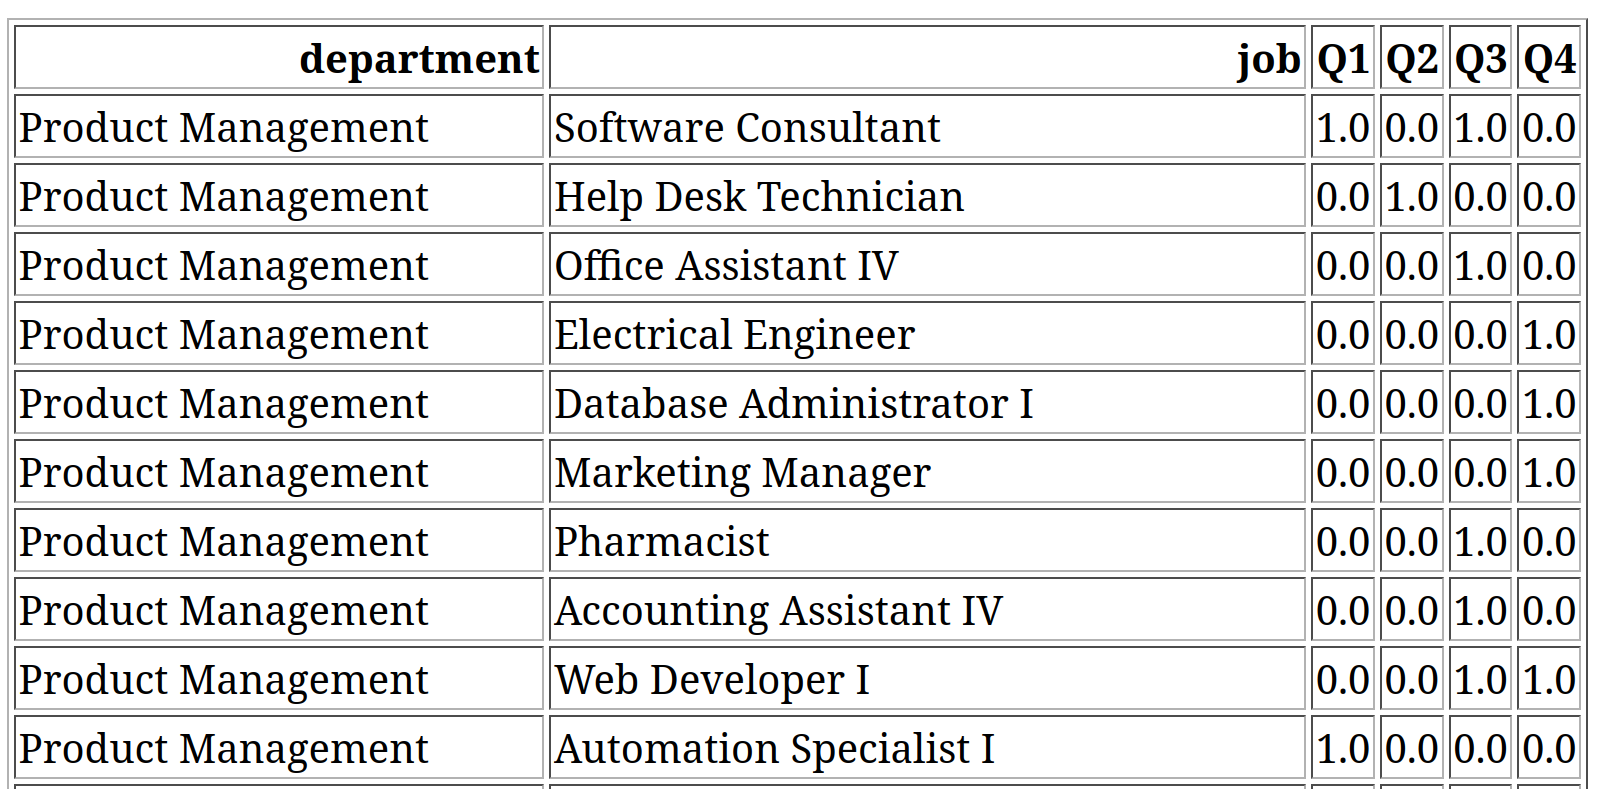 department job Q1 Q2 Q3 Q4
Product Management Software Consultant 1.0 0.0 1.0 0.0
Product Management Help Desk Technician 0.0 1.0 0.0 0.0
Product Management Office Assistant IV 0.0 0.0 1.0 0.0
Product Management Electrical Engineer 0.0 0.0 0.0 1.0
Product Management Database Administrator I 0.0 0.0 0.0 1.0
Product Management Marketing Manager 0.0 0.0 0.0 1.0
Product Management Pharmacist 0.0 0.0 1.0 0.0
Product Management Accounting Assistant IV 0.0 0.0 1.0 0.0
Product Management Web Developer I 0.0 0.0 1.0 1.0
Product Management Automation Specialist I 1.0 0.0 0.0 0.0